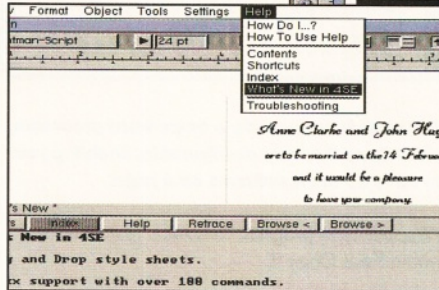 Format Object Tools Settings Help
How Do I...?
How To Use Help
Contents
Shortcuts
Index
What's New in 4SE
Troubleshooting
tman-Script 24 pt
Anne Clarke and John Hug
are to be married on the 14 Februa
and it would be a pleasure
to have your company.
's New
Index Help Retrace Browse < Browse >
New in 4SE
and Drop style sheets.
support with over 100 commands.